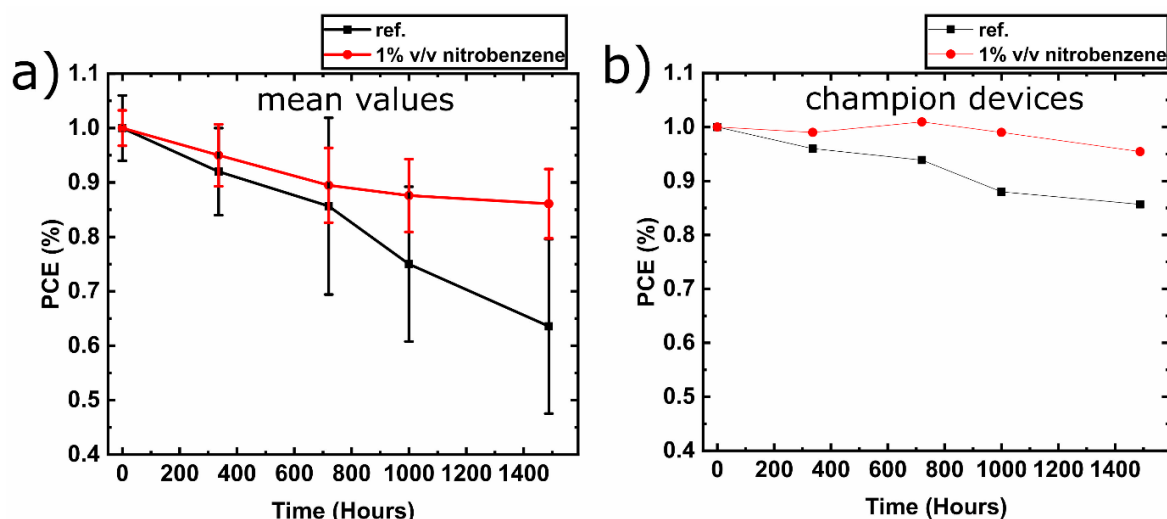 ref.
1% v/v nitrobenzene
a)
mean values
1.1
1.0
0.9
0.8
0.7
0.6
0.5
0.4
PCE (%)
0 200 400 600 800 1000 1200 1400
Time (Hours)
ref.
1% v/v nitrobenzene
b)
champion devices
1.1
1.0
0.9
0.8
0.7
0.6
0.5
0.4
PCE (%)
0 200 400 600 800 1000 1200 1400
Time (Hours)